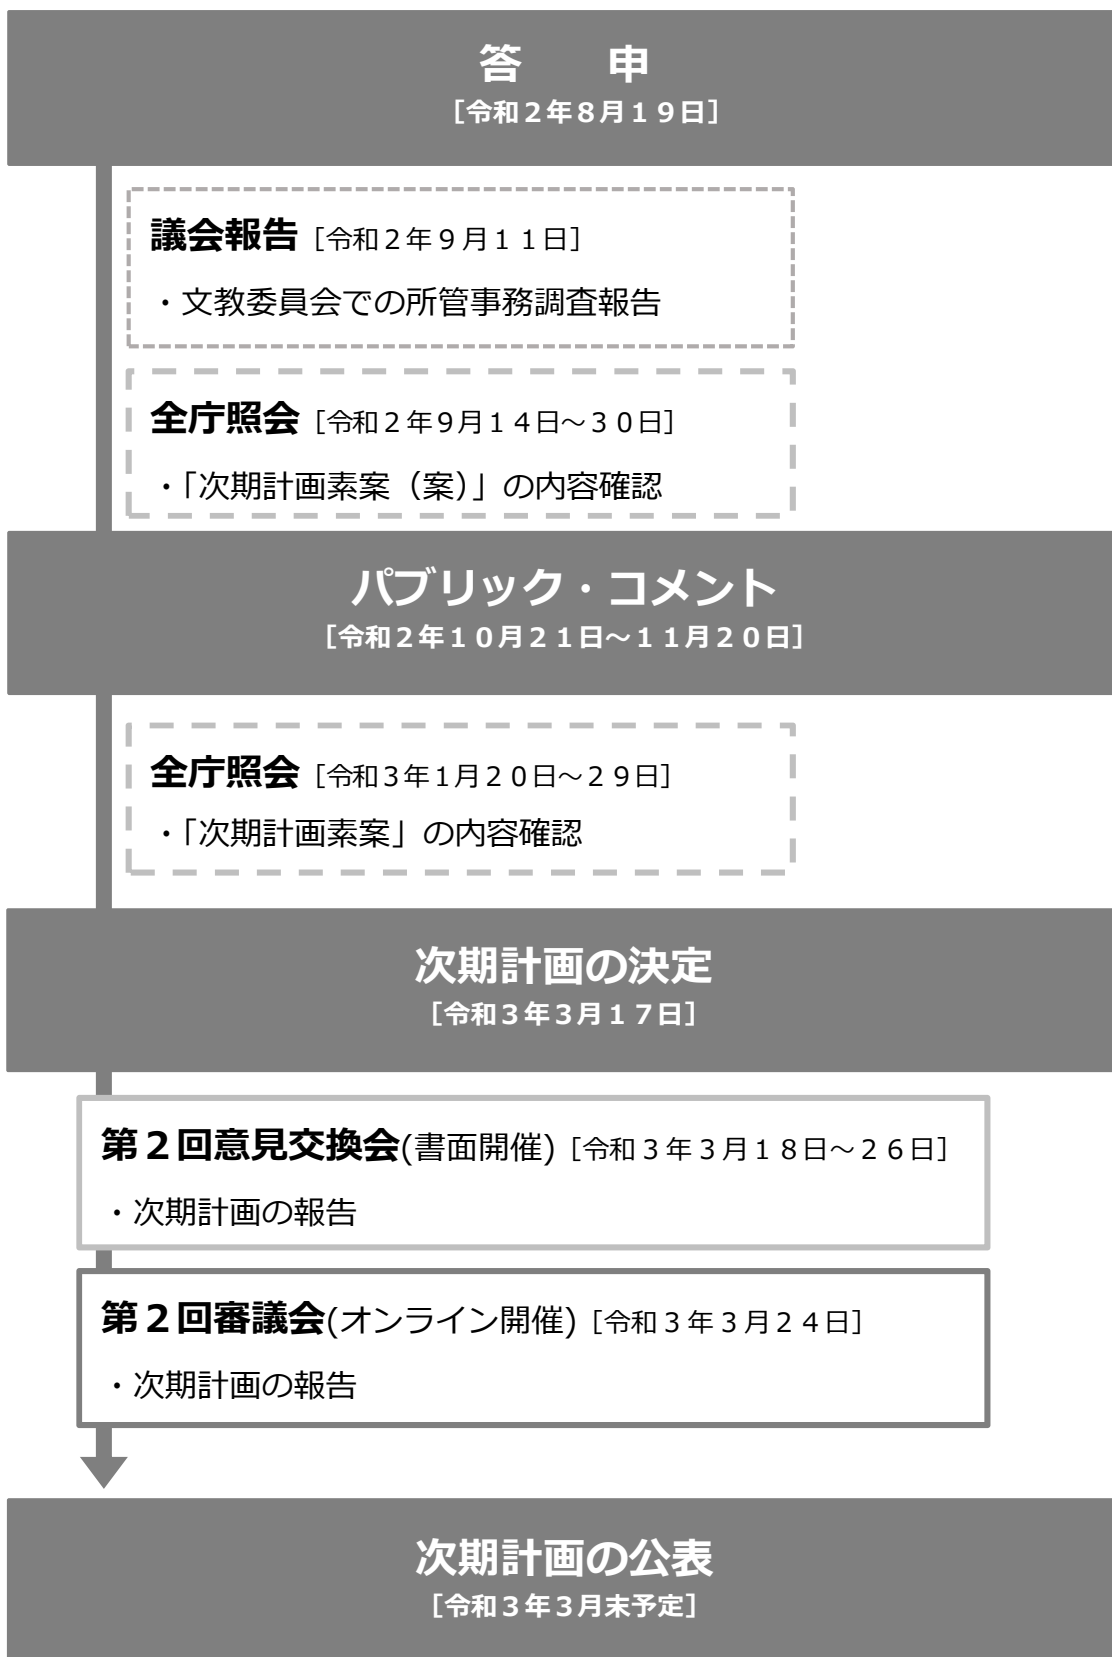 答　　申
［令和２年８月１９日］
議会報告［令和２年９月１１日］
・文教委員会での所管事務調査報告
全庁照会［令和２年９月１４日～３０日］
・「次期計画素案（案）」の内容確認
パブリック・コメント
［令和２年１０月２１日～１１月２０日］
全庁照会［令和３年１月２０日～２９日］
・「次期計画素案」の内容確認
次期計画の決定
［令和３年３月１７日］
第２回意見交換会(書面開催)［令和３年３月１８日～２６日］
・次期計画の報告
第２回審議会(オンライン開催)［令和３年３月２４日］
・次期計画の報告
次期計画の公表
［令和３年３月末予定］